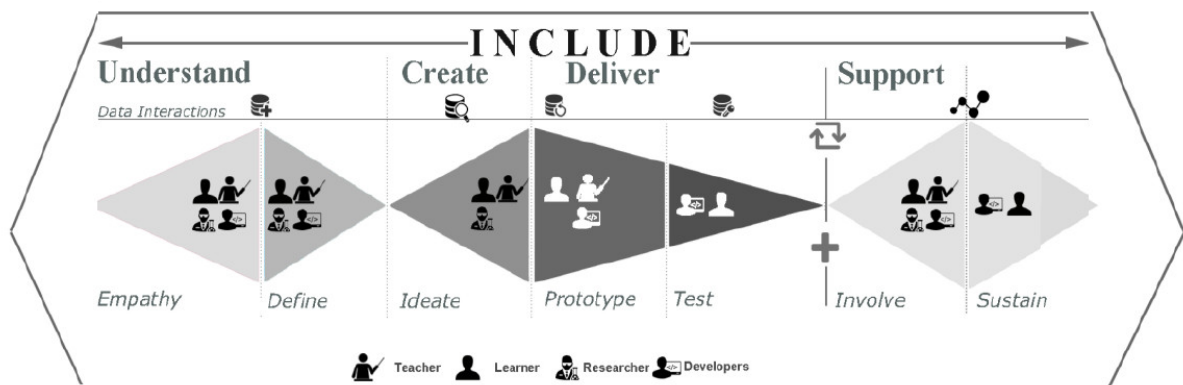 INCLUDE
Understand Create Deliver Support
Data Interactions
Empathy Define Ideate Prototype Test Involve Sustain
Teacher Learner Researcher Developers